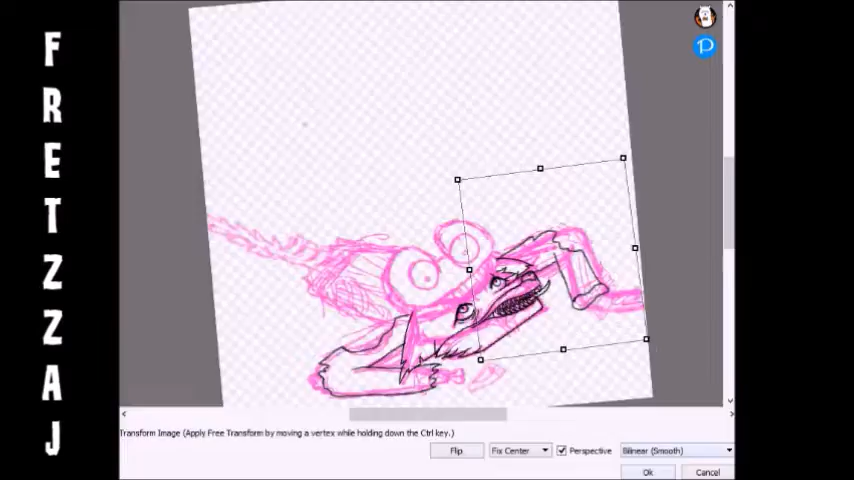 FRETZZAJ
Transform Image (Apply Free Transform by moving a vertex while holding down the Ctrl key.)
Flip
Fix Center
Perspective
Bilinear (Smooth)
Ok
Cancel